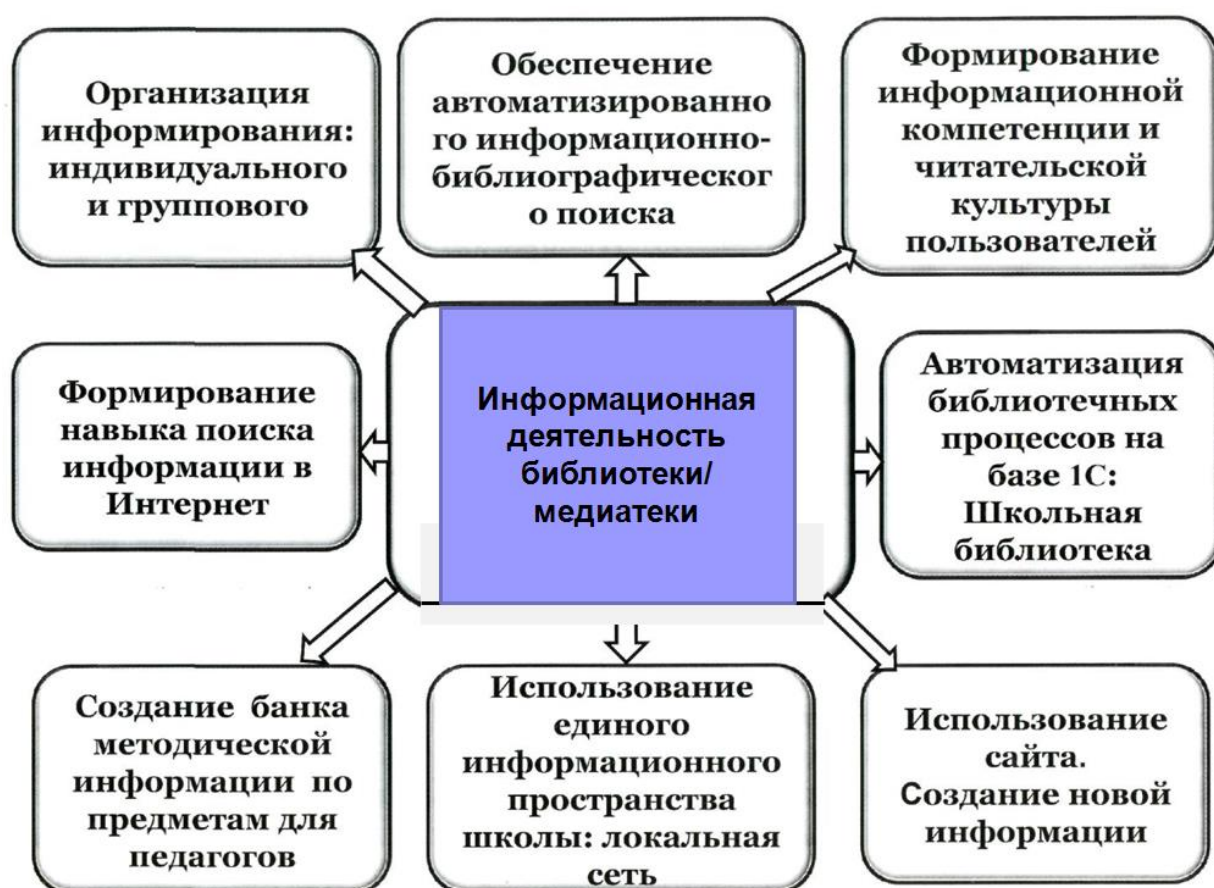 Организация
информирования:
индивидуального
и группового
Обеспечение
автоматизированно
го информационно-
библиографическог
о поиска
Формирование
информационной
компетенции и
читательской
культуры
пользователей
Формирование
навыка поиска
информации в
Интернет
Информационная
деятельность
библиотеки/
медиатеки
Автоматизация
библиотечных
процессов на
базе 1С:
Школьная
библиотека
Создание банка
методической
информации по
предметам для
педагогов
Использование
единого
информационного
пространства
школы: локальная
сеть
Использование
сайта.
Создание новой
информации